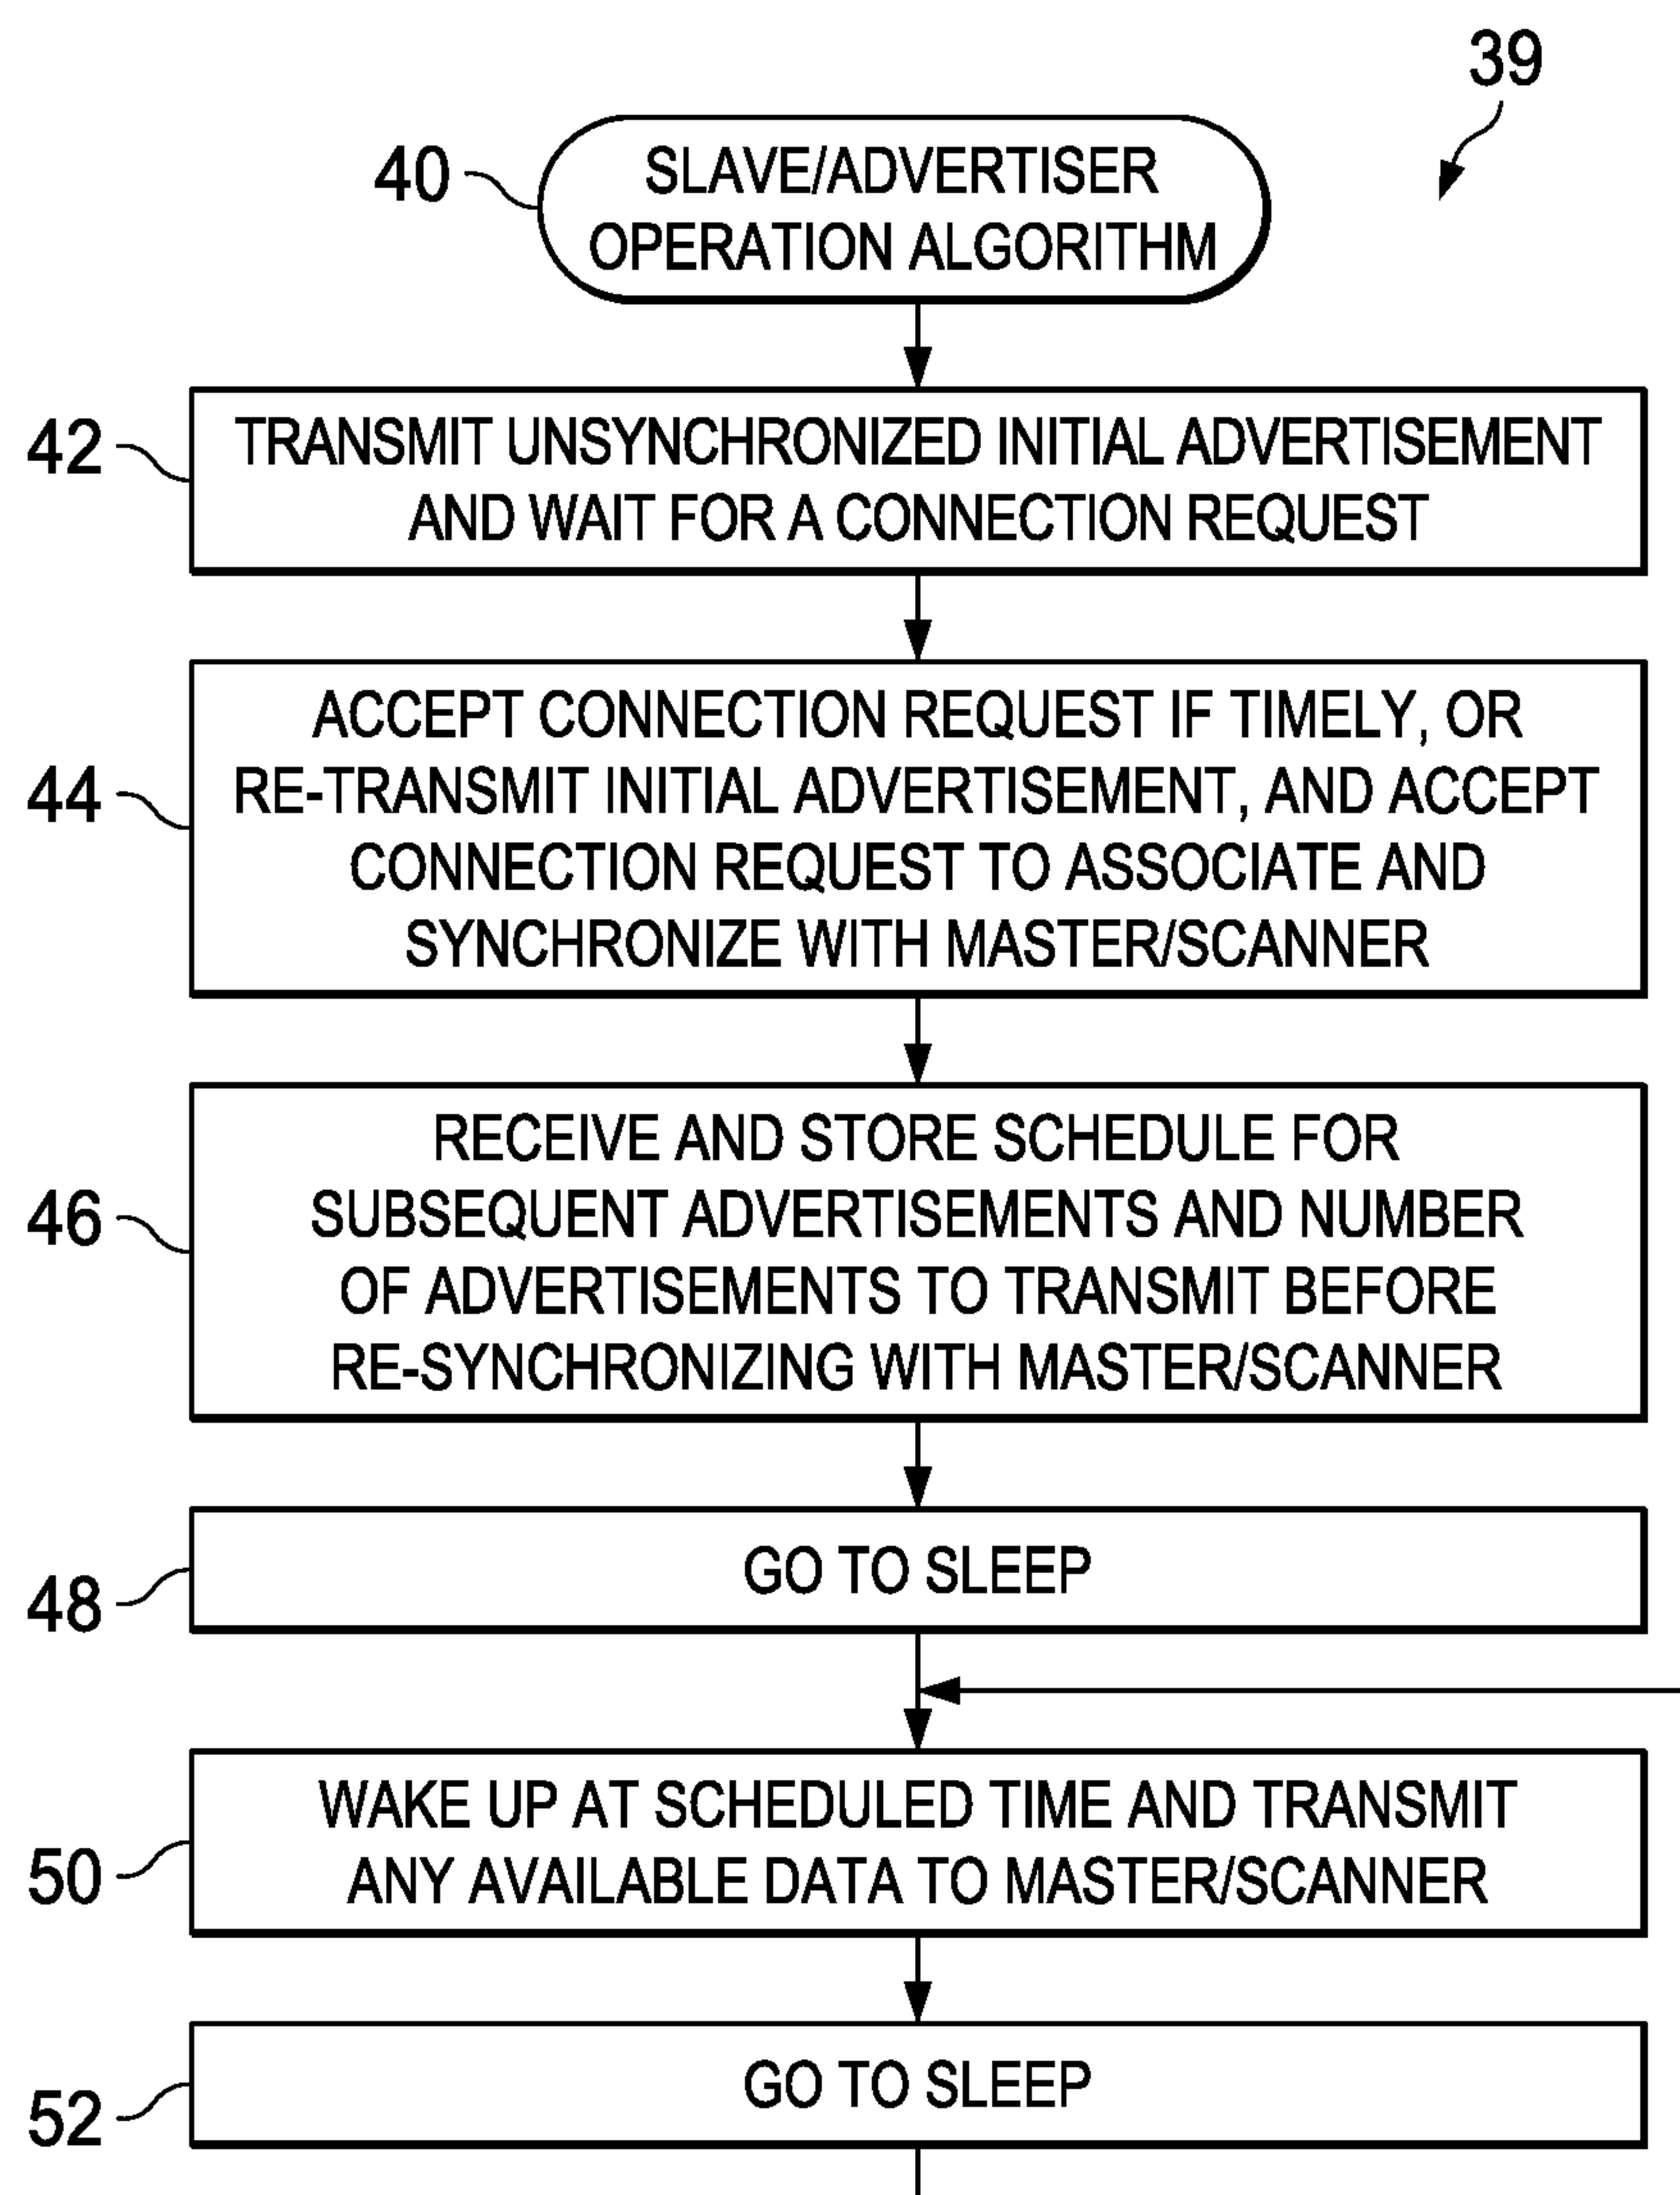 39
40
SLAVE/ADVERTISER
OPERATION ALGORITHM
42
TRANSMIT UNSYNCHRONIZED INITIAL ADVERTISEMENT
AND WAIT FOR A CONNECTION REQUEST
44
ACCEPT CONNECTION REQUEST IF TIMELY, OR
RE-TRANSMIT INITIAL ADVERTISEMENT, AND ACCEPT
CONNECTION REQUEST TO ASSOCIATE AND
SYNCHRONIZE WITH MASTER/SCANNER
46
RECEIVE AND STORE SCHEDULE FOR
SUBSEQUENT ADVERTISEMENTS AND NUMBER
OF ADVERTISEMENTS TO TRANSMIT BEFORE
RE-SYNCHRONIZING WITH MASTER/SCANNER
48
GO TO SLEEP
50
WAKE UP AT SCHEDULED TIME AND TRANSMIT
ANY AVAILABLE DATA TO MASTER/SCANNER
52
GO TO SLEEP